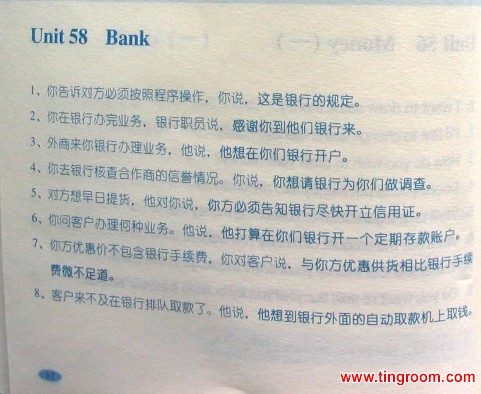 Unit 58 Bank
1、你告诉对方必须按照程序操作，你说，这是银行的规定。
2、你在银行办完业务，银行职员说，感谢你到他们银行来。
3、外商来你银行办理业务，他说，他想在你们银行开户。
4、你去银行核查合作商的信誉情况。你说，你想请银行为你们做调查。
5、对方想早日提货，他对你说，你方必须告知银行尽快开立信用证。
6、你问客户办理何种业务。他说，他打算在你们银行开一个定期存款账户。
7、你方优惠价不包含银行手续费，你对客户说，与你方优惠供货相比银行手续
费微不足道。
8、客户来不及在银行排队取款了。他说，他想到银行外面的自动取款机上取钱。
52
www.tingroom.com